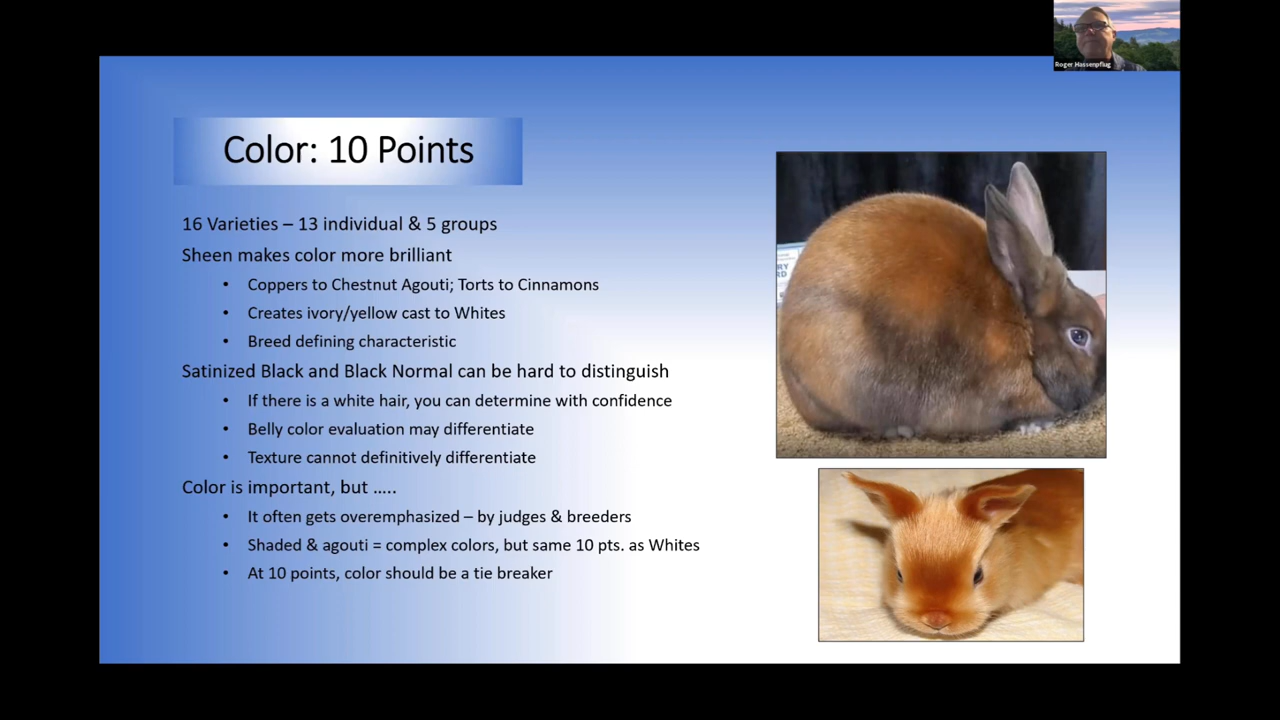 Roger Hassenpflug
Color: 10 Points
16 Varieties – 13 individual & 5 groups
Sheen makes color more brilliant
• Coppers to Chestnut Agouti; Torts to Cinnamons
• Creates ivory/yellow cast to Whites
• Breed defining characteristic
Satinized Black and Black Normal can be hard to distinguish
• If there is a white hair, you can determine with confidence
• Belly color evaluation may differentiate
• Texture cannot definitively differentiate
Color is important, but …..
• It often gets overemphasized – by judges & breeders
• Shaded & agouti = complex colors, but same 10 pts. as Whites
• At 10 points, color should be a tie breaker